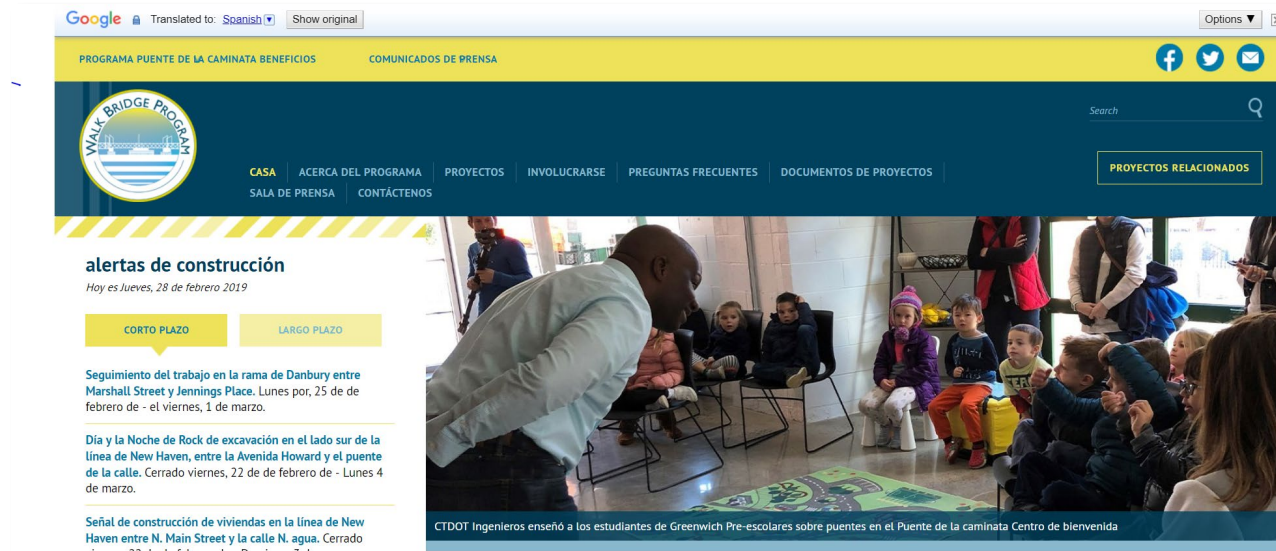 Google Translated to: Spanish Show original Options
PROGRAMA PUENTE DE LA CAMINATA BENEFICIOS COMUNICADOS DE PRENSA
WALK BRIDGE PROGRAM
Search
CASA ACERCA DEL PROGRAMA PROYECTOS INVOLUCRARSE PREGUNTAS FRECUENTES DOCUMENTOS DE PROYECTOS
SALA DE PRENSA CONTÁCTENOS
PROYECTOS RELACIONADOS
alertas de construcción
Hoy es Jueves, 28 de febrero 2019
CORTO PLAZO LARGO PLAZO
Seguimiento del trabajo en la rama de Danbury entre
Marshall Street y Jennings Place. Lunes por, 25 de de
febrero de - el viernes, 1 de marzo.
Día y la Noche de Rock de excavación en el lado sur de la
línea de New Haven, entre la Avenida Howard y el puente
de la calle. Cerrado viernes, 22 de de febrero de - Lunes 4
de marzo.
Señal de construcción de viviendas en la línea de New
Haven entre N. Main Street y la calle N. agua. Cerrado
CTDOT Ingenieros enseñó a los estudiantes de Greenwich Pre-escolares sobre puentes en el Puente de la caminata Centro de bienvenida